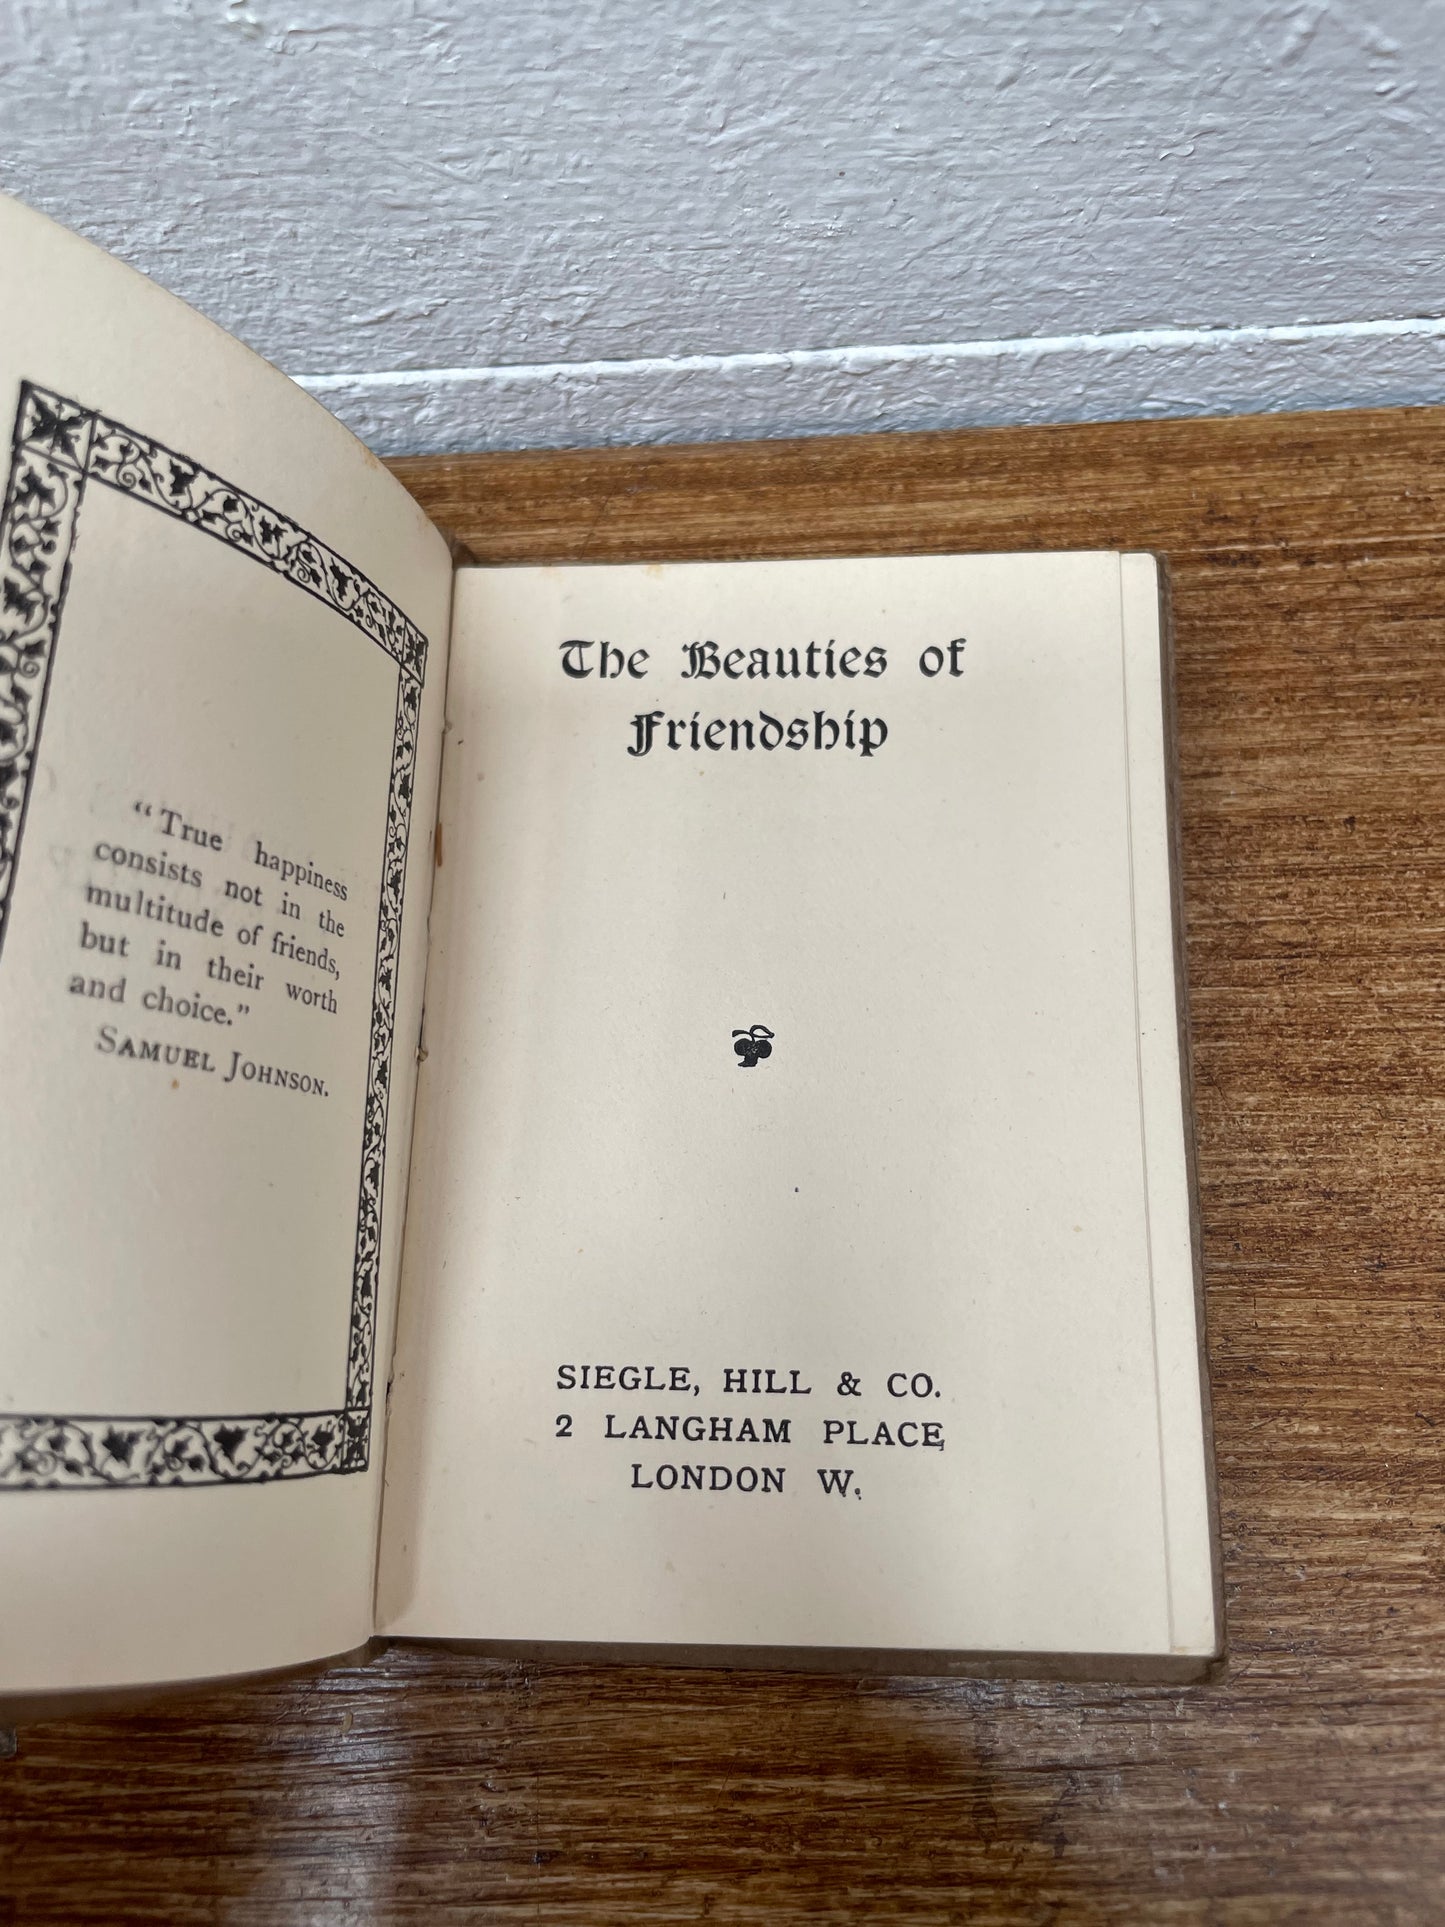 “True happiness
consists not in the
multitude of friends,
but in their worth
and choice.”
SAMUEL JOHNSON.
The Beauties of
Friendship
SIEGLE, HILL & CO.
2 LANGHAM PLACE,
LONDON W.